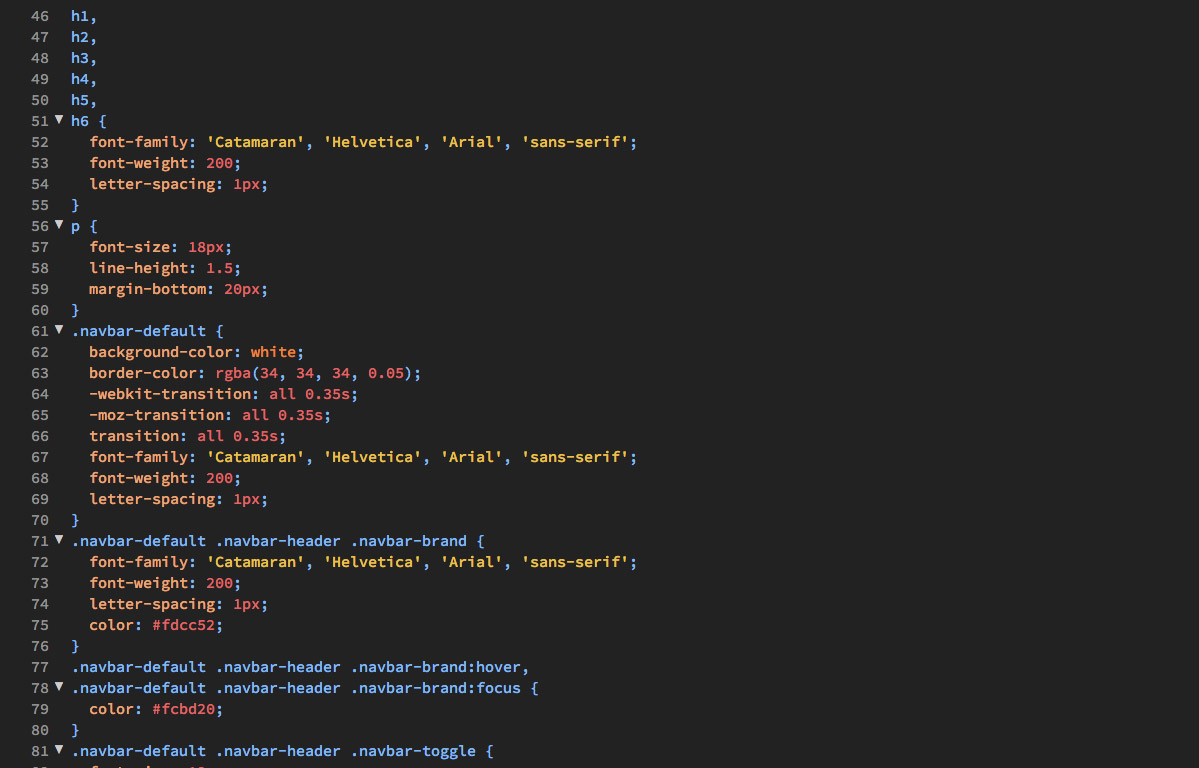 46 h1,
47 h2,
48 h3,
49 h4,
50 h5,
51 h6 {
52 font-family: 'Catamaran', 'Helvetica', 'Arial', 'sans-serif';
53 font-weight: 200;
54 letter-spacing: 1px;
55 }
56 p {
57 font-size: 18px;
58 line-height: 1.5;
59 margin-bottom: 20px;
60 }
61 .navbar-default {
62 background-color: white;
63 border-color: rgba(34, 34, 34, 0.05);
64 -webkit-transition: all 0.35s;
65 -moz-transition: all 0.35s;
66 transition: all 0.35s;
67 font-family: 'Catamaran', 'Helvetica', 'Arial', 'sans-serif';
68 font-weight: 200;
69 letter-spacing: 1px;
70 }
71 .navbar-default .navbar-header .navbar-brand {
72 font-family: 'Catamaran', 'Helvetica', 'Arial', 'sans-serif';
73 font-weight: 200;
74 letter-spacing: 1px;
75 color: #fdcc52;
76 }
77 .navbar-default .navbar-header .navbar-brand:hover,
78 .navbar-default .navbar-header .navbar-brand:focus {
79 color: #fcbd20;
80 }
81 .navbar-default .navbar-header .navbar-toggle {